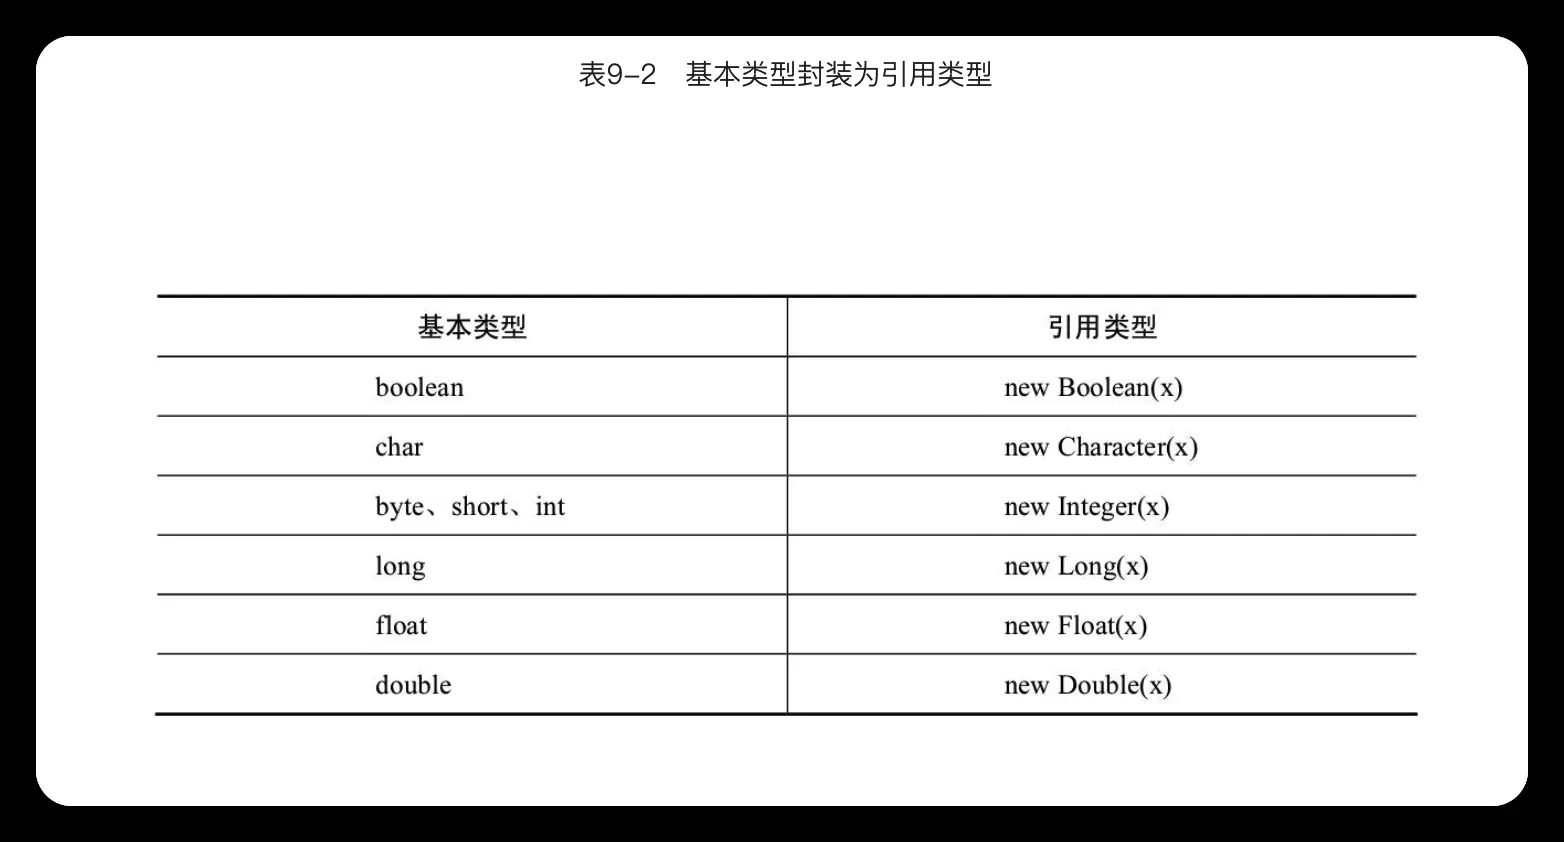 表9-2 基本类型封装为引用类型
基本类型 引用类型
boolean new Boolean(x)
char new Character(x)
byte、short、int new Integer(x)
long new Long(x)
float new Float(x)
double new Double(x)